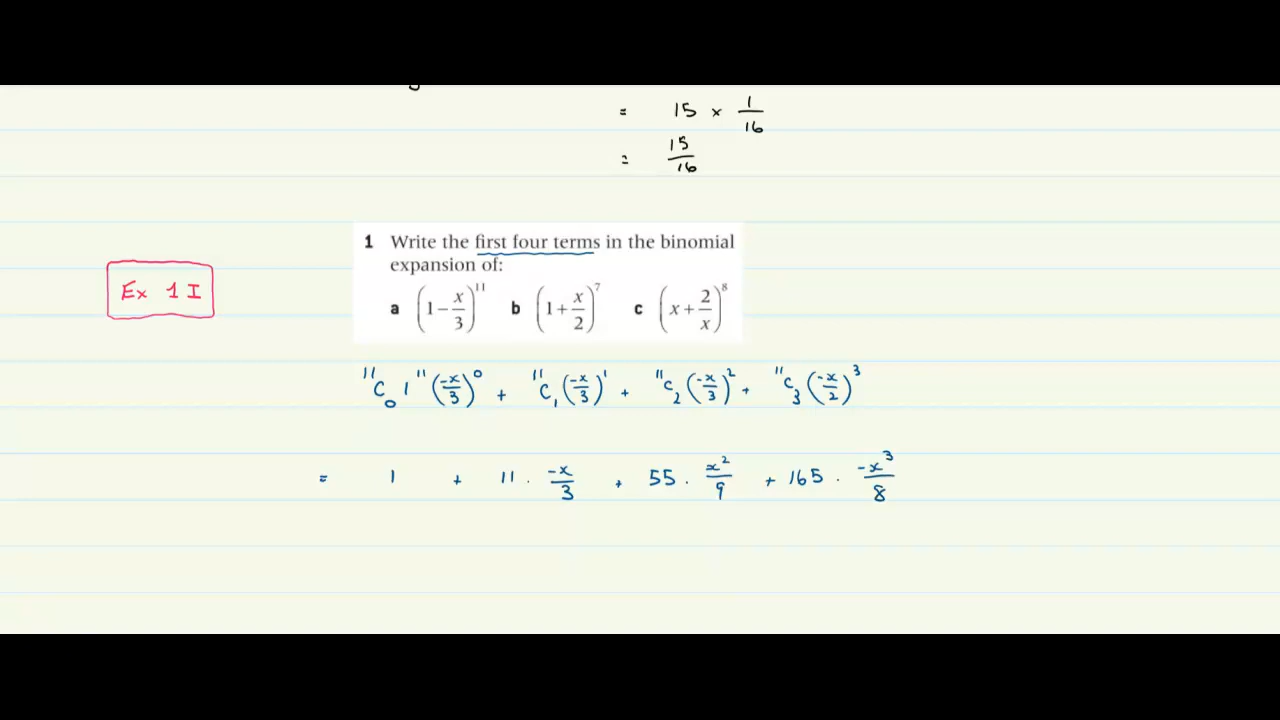 = 15 × 1/16
= 15/16
1 Write the first four terms in the binomial
expansion of:
Ex 1 I
a (1 − x/3)¹¹ b (1 + x/2)⁷ c (x + 2/x)⁸
¹¹C₀ 1¹¹ (-x/3)⁰ + ¹¹C₁ (-x/3)¹ + ¹¹C₂ (-x/3)² + ¹¹C₃ (-x/2)³
= 1 + 11 · -x/3 + 55 · x²/9 + 165 · -x³/8